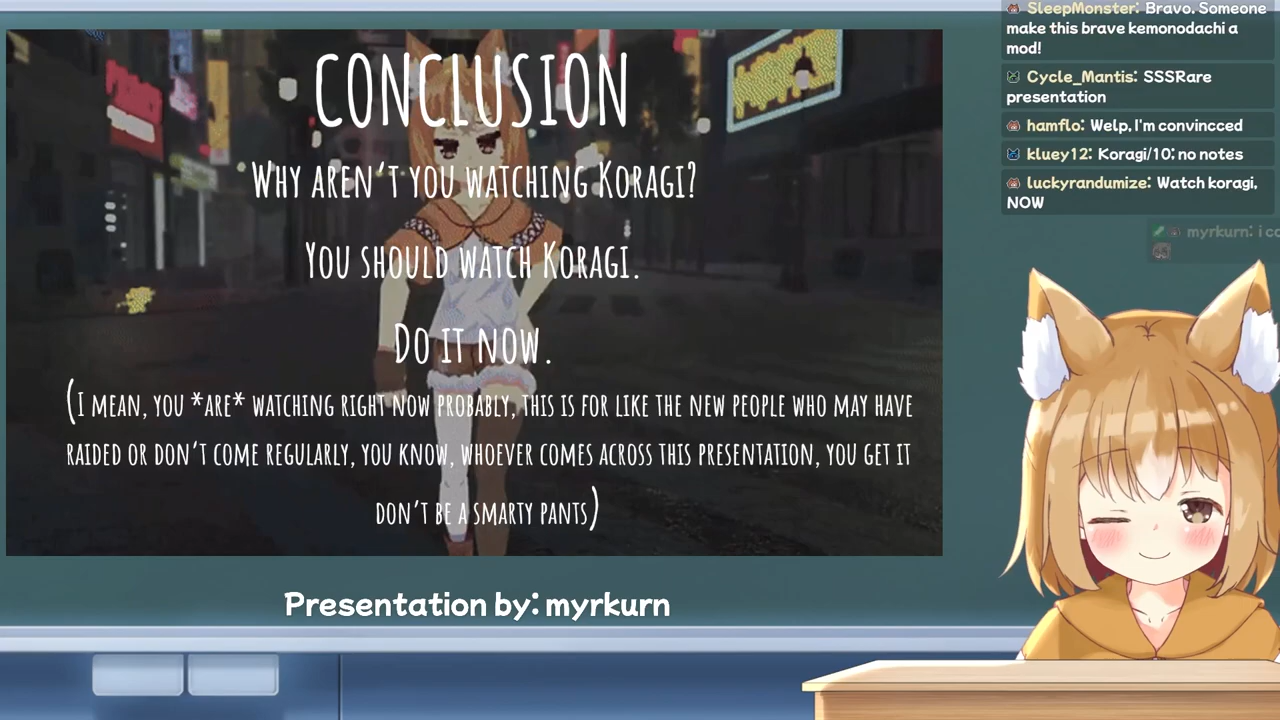 CONCLUSION
WHY AREN'T YOU WATCHING KORAGI?
YOU SHOULD WATCH KORAGI.
DO IT NOW.
(I MEAN, YOU *ARE* WATCHING RIGHT NOW PROBABLY, THIS IS FOR LIKE THE NEW PEOPLE WHO MAY HAVE
RAIDED OR DON'T COME REGULARLY, YOU KNOW, WHOEVER COMES ACROSS THIS PRESENTATION, YOU GET IT
DON'T BE A SMARTY PANTS)
Presentation by: myrkurn
SleepMonster: Bravo. Someone
make this brave kemonodachi a
mod!
Cycle_Mantis: SSSRare
presentation
hamflo: Welp, I'm convincced
kluey12: Koragi/10; no notes
luckyrandumize: Watch koragi,
NOW
myrkurn: i